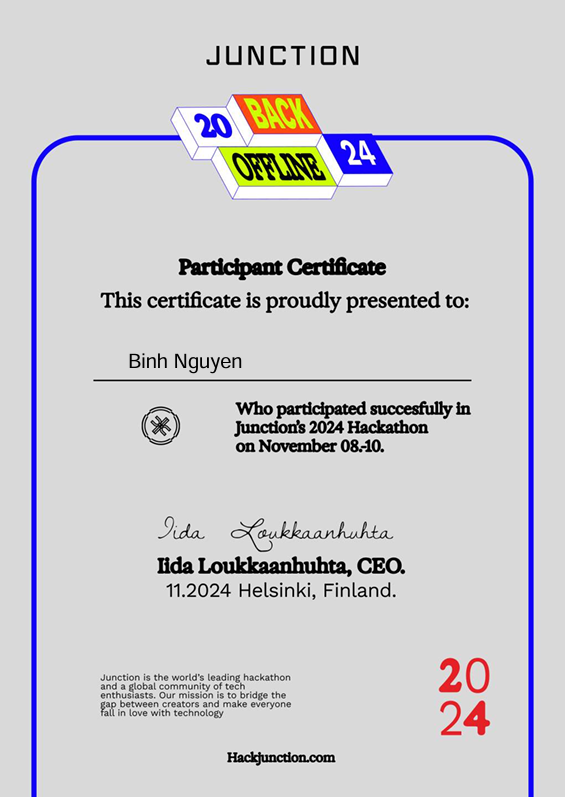 JUNCTION
20 BACK
OFFLINE 24
Participant Certificate
This certificate is proudly presented to:
Binh Nguyen
Who participated succesfully in
Junction's 2024 Hackathon
on November 08.-10.
Iida Loukkaanhuhta
Iida Loukkaanhuhta, CEO.
11.2024 Helsinki, Finland.
Junction is the world's leading hackathon
and a global community of tech
enthusiasts. Our mission is to bridge the
gap between creators and make everyone
fall in love with technology
20
24
Hackjunction.com